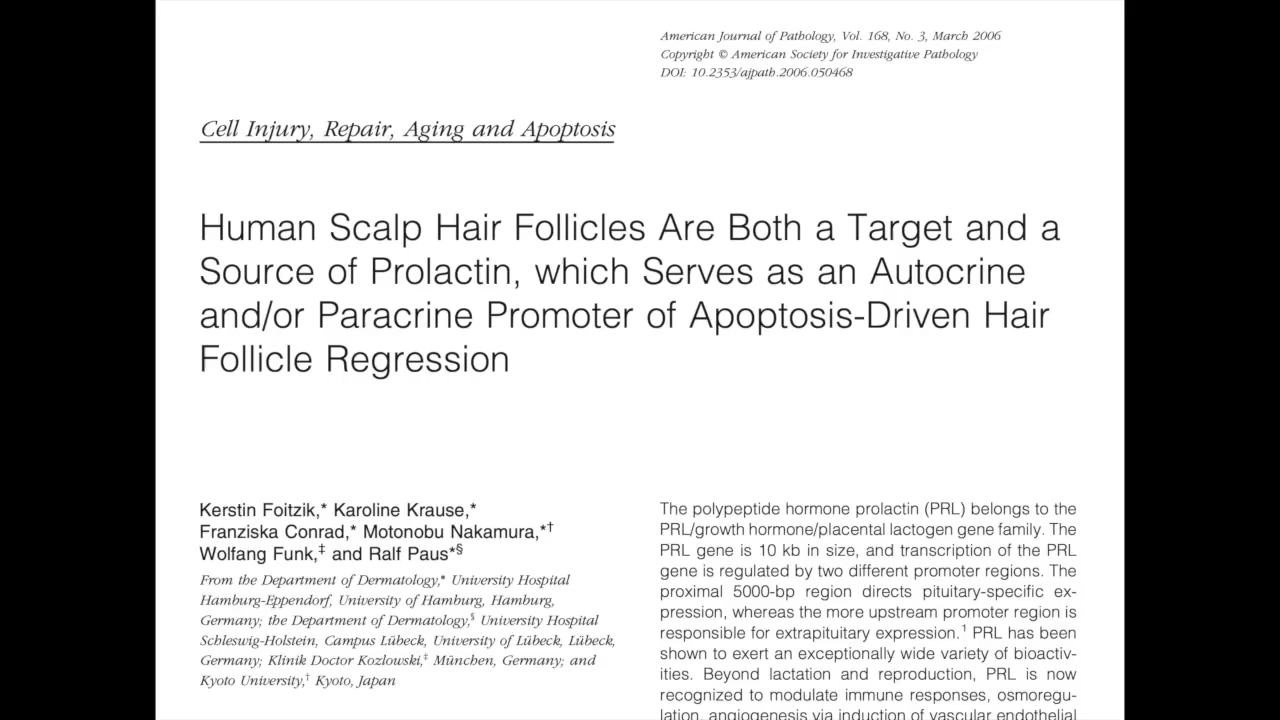 American Journal of Pathology, Vol. 168, No. 3, March 2006
Copyright © American Society for Investigative Pathology
DOI: 10.2353/ajpath.2006.050468
Cell Injury, Repair, Aging and Apoptosis
Human Scalp Hair Follicles Are Both a Target and a
Source of Prolactin, which Serves as an Autocrine
and/or Paracrine Promoter of Apoptosis-Driven Hair
Follicle Regression
Kerstin Foitzik,* Karoline Krause,*
Franziska Conrad,* Motonobu Nakamura,*†
Wolfang Funk,‡ and Ralf Paus*§
From the Department of Dermatology,* University Hospital
Hamburg-Eppendorf, University of Hamburg, Hamburg,
Germany; the Department of Dermatology,§ University Hospital
Schleswig-Holstein, Campus Lübeck, University of Lübeck, Lübeck,
Germany; Klinik Doctor Kozlowski,‡ München, Germany; and
Kyoto University,† Kyoto, Japan
The polypeptide hormone prolactin (PRL) belongs to the
PRL/growth hormone/placental lactogen gene family. The
PRL gene is 10 kb in size, and transcription of the PRL
gene is regulated by two different promoter regions. The
proximal 5000-bp region directs pituitary-specific ex-
pression, whereas the more upstream promoter region is
responsible for extrapituitary expression.1 PRL has been
shown to exert an exceptionally wide variety of bioactiv-
ities. Beyond lactation and reproduction, PRL is now
recognized to modulate immune responses, osmoregu-
lation, angiogenesis via induction of vascular endothelial